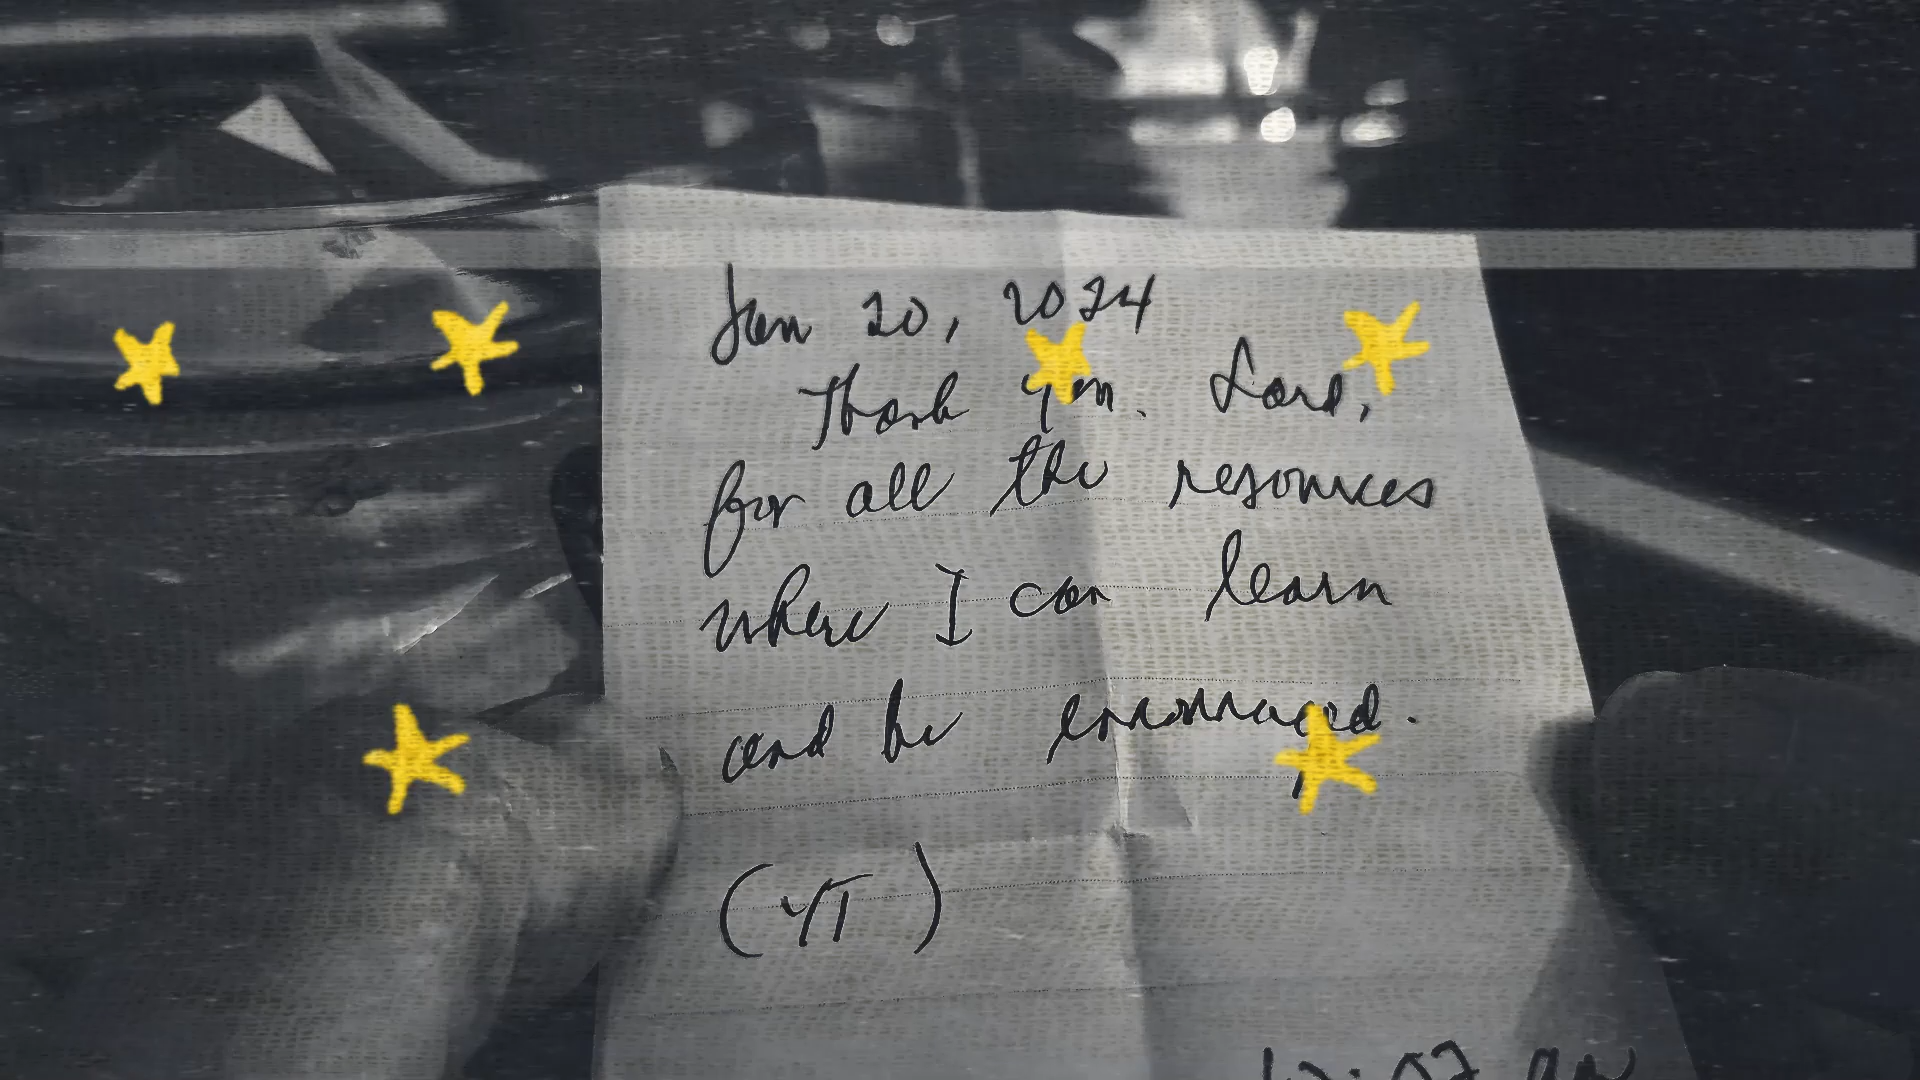 Jan 20, 2024
Thank you. Lord,
for all the resources
where I can learn
and be encouraged.
(YT)